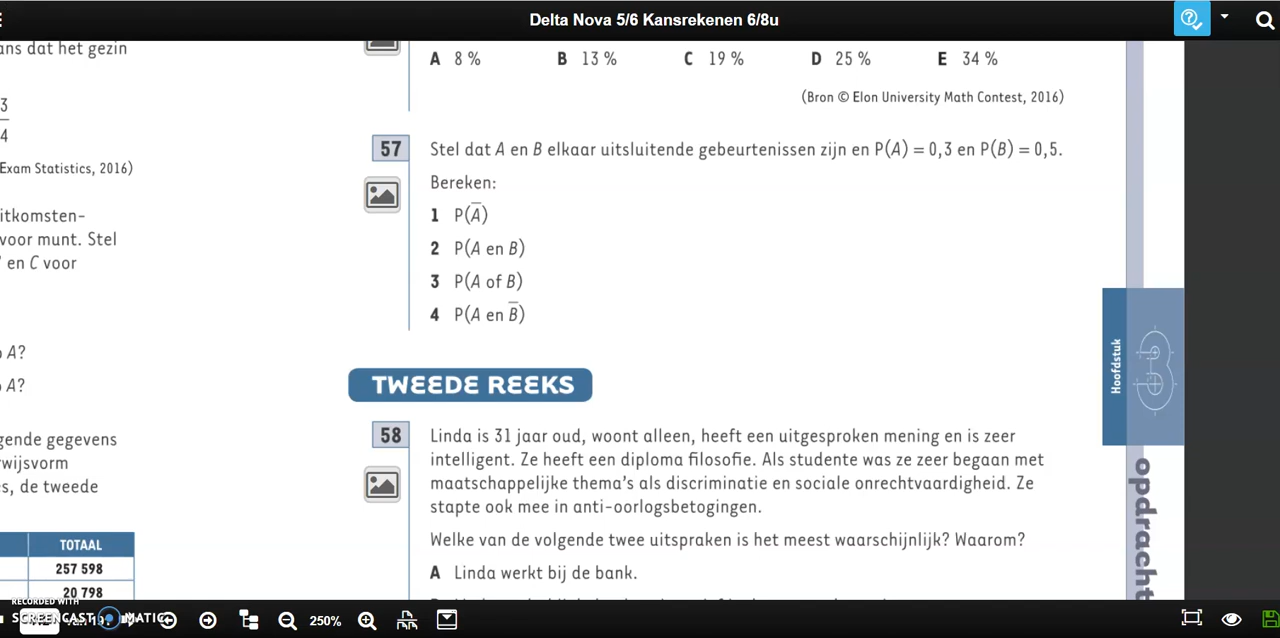 Delta Nova 5/6 Kansrekenen 6/8u
ans dat het gezin
3
4
Exam Statistics, 2016)
itkomsten-
voor munt. Stel
en C voor
A?
A?
gende gegevens
wijsvorm
es, de tweede
TOTAAL
257 598
20 798
A 8 % B 13 % C 19 % D 25 % E 34 %
(Bron © Elon University Math Contest, 2016)
57 Stel dat A en B elkaar uitsluitende gebeurtenissen zijn en P(A) = 0,3 en P(B) = 0,5.
Bereken:
1 P(A̅)
2 P(A en B)
3 P(A of B)
4 P(A en B̅)
TWEEDE REEKS
58 Linda is 31 jaar oud, woont alleen, heeft een uitgesproken mening en is zeer
intelligent. Ze heeft een diploma filosofie. Als studente was ze zeer begaan met
maatschappelijke thema's als discriminatie en sociale onrechtvaardigheid. Ze
stapte ook mee in anti-oorlogsbetogingen.
Welke van de volgende twee uitspraken is het meest waarschijnlijk? Waarom?
A Linda werkt bij de bank.
Hoofdstuk
3
opdracht
RECORDED WITH
SCREENCAST MATIC
250%